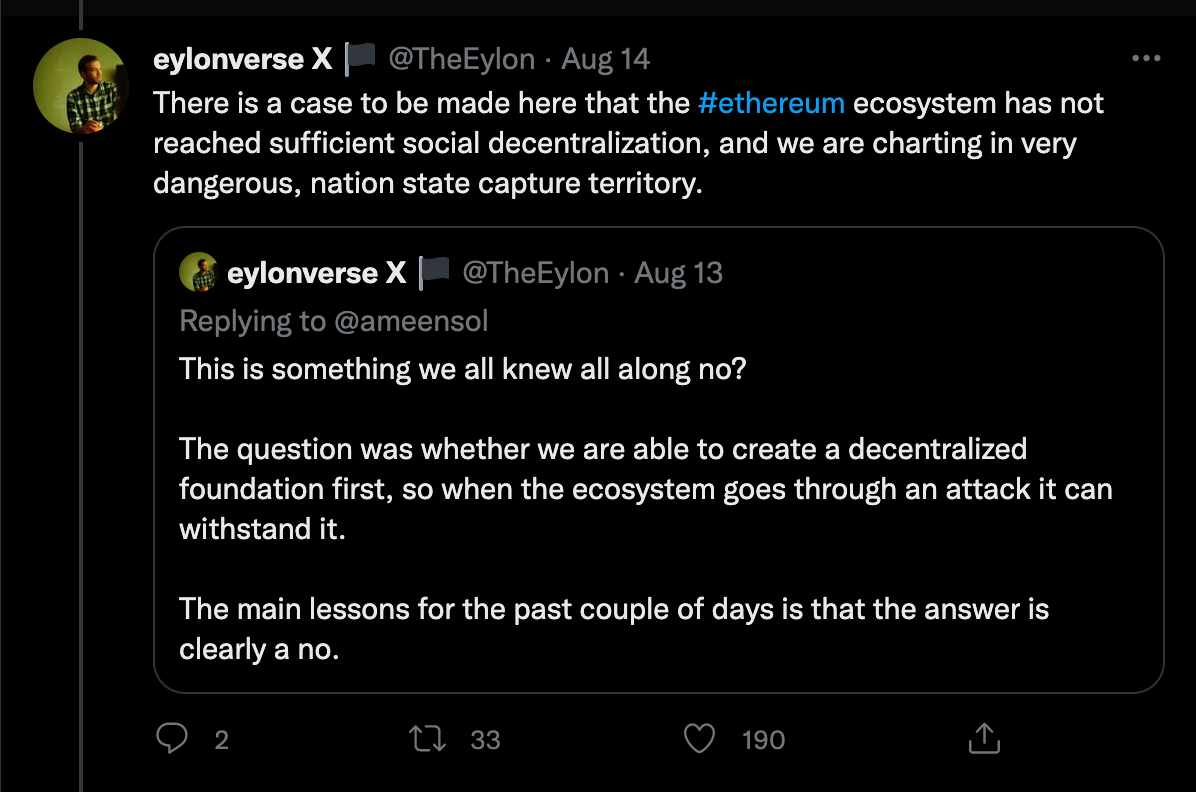 eylonverse X 🏴 @TheEylon · Aug 14
There is a case to be made here that the #ethereum ecosystem has not
reached sufficient social decentralization, and we are charting in very
dangerous, nation state capture territory.
eylonverse X 🏴 @TheEylon · Aug 13
Replying to @ameensol
This is something we all knew all along no?
The question was whether we are able to create a decentralized
foundation first, so when the ecosystem goes through an attack it can
withstand it.
The main lessons for the past couple of days is that the answer is
clearly a no.
2 33 190